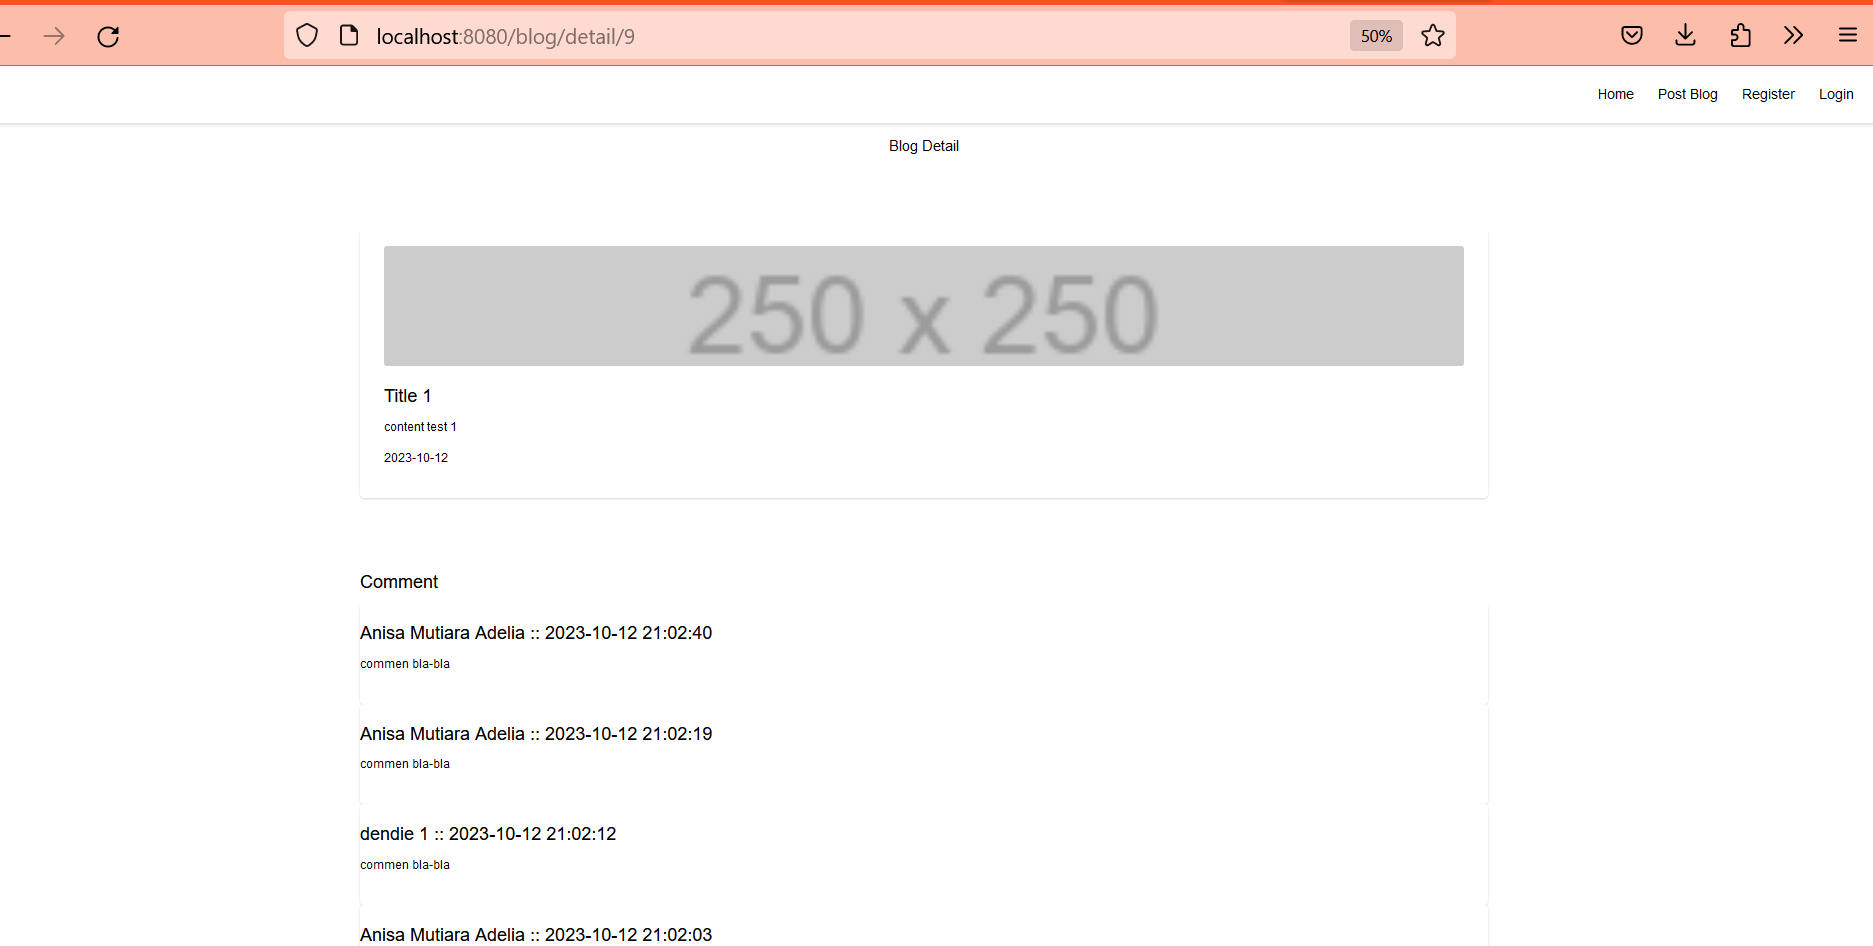 localhost:8080/blog/detail/9
50%
Home Post Blog Register Login
Blog Detail
250 x 250
Title 1
content test 1
2023-10-12
Comment
Anisa Mutiara Adelia :: 2023-10-12 21:02:40
commen bla-bla
Anisa Mutiara Adelia :: 2023-10-12 21:02:19
commen bla-bla
dendie 1 :: 2023-10-12 21:02:12
commen bla-bla
Anisa Mutiara Adelia :: 2023-10-12 21:02:03